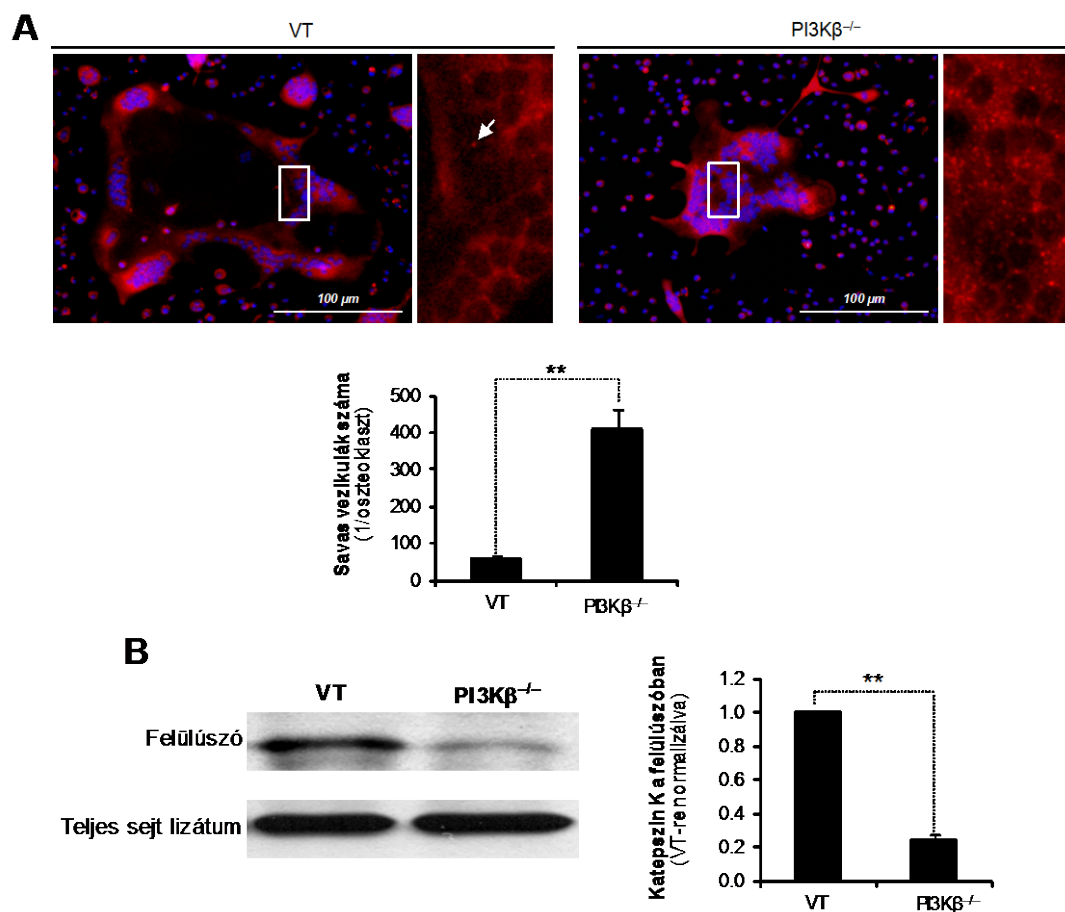 A
VT
PI3Kβ–/–
100 µm
100 µm
Savas vezikulák száma
(1/oszteoklaszt)
500
400
300
200
100
0
**
VT
PI3Kβ–/–
B
VT
PI3Kβ–/–
Felülúszó
Teljes sejt lizátum
Katepszin K a felülúszóban
(VT-re normalizálva)
1.2
1.0
0.8
0.6
0.4
0.2
0.0
**
VT
PI3Kβ–/–